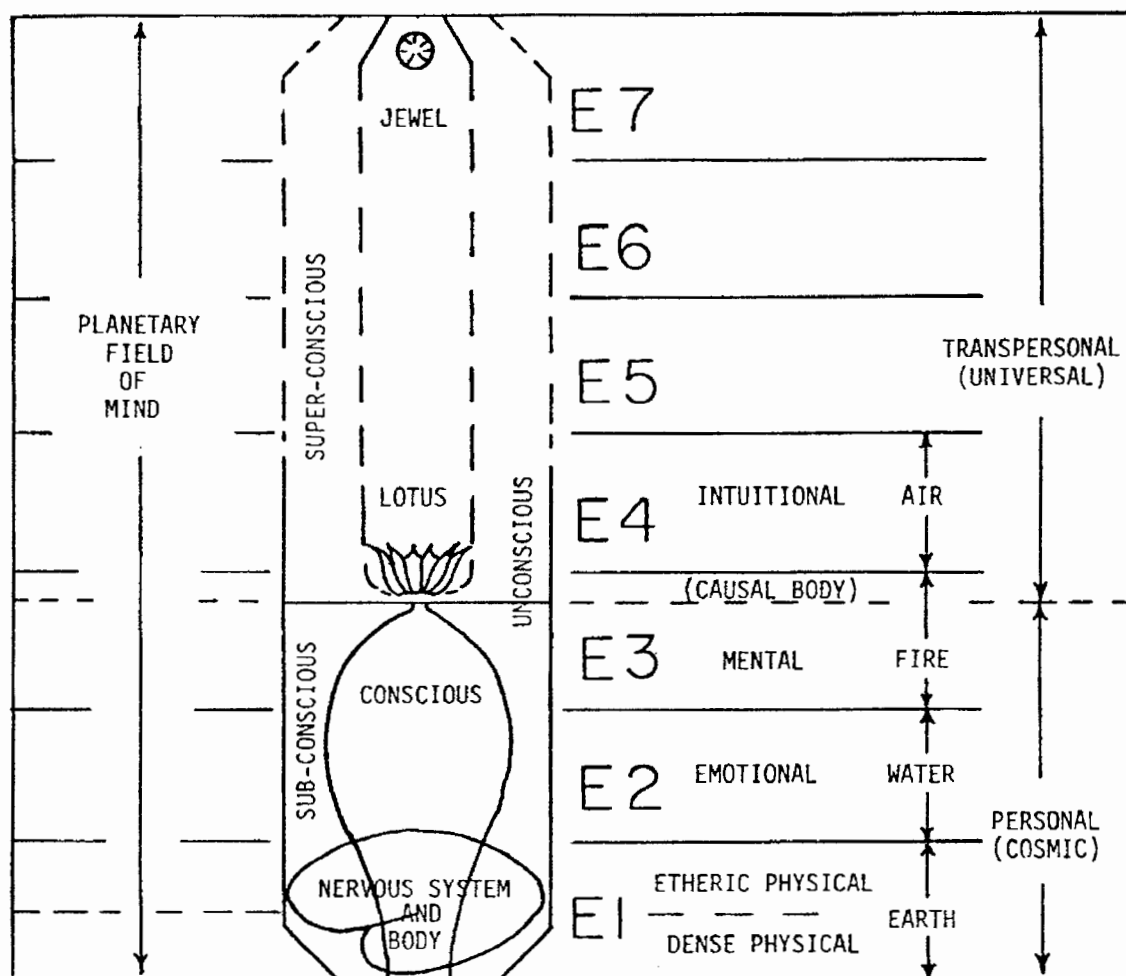 JEWEL
E7
E6
PLANETARY
FIELD
OF
MIND
SUPER-CONSCIOUS
TRANSPERSONAL
(UNIVERSAL)
E5
LOTUS
UNCONSCIOUS
E4
INTUITIONAL
AIR
(CAUSAL BODY)
SUB-CONSCIOUS
CONSCIOUS
E3
MENTAL
FIRE
E2
EMOTIONAL
WATER
PERSONAL
(COSMIC)
NERVOUS SYSTEM
AND
BODY
E1
ETHERIC PHYSICAL
DENSE PHYSICAL
EARTH